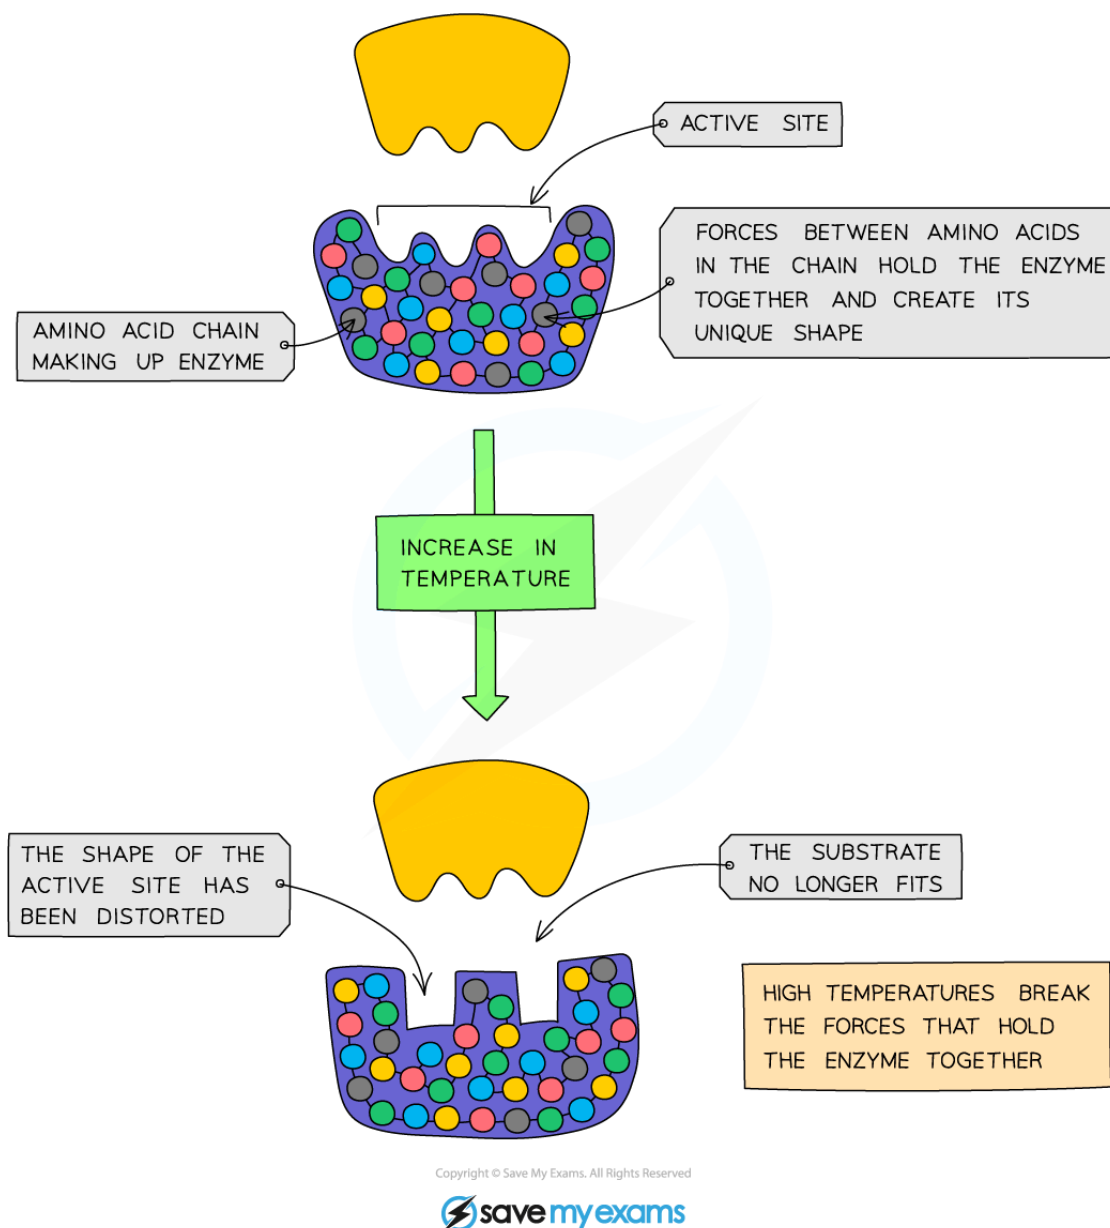 ACTIVE SITE
FORCES BETWEEN AMINO ACIDS
IN THE CHAIN HOLD THE ENZYME
TOGETHER AND CREATE ITS
UNIQUE SHAPE
AMINO ACID CHAIN
MAKING UP ENZYME
INCREASE IN
TEMPERATURE
THE SHAPE OF THE
ACTIVE SITE HAS
BEEN DISTORTED
THE SUBSTRATE
NO LONGER FITS
HIGH TEMPERATURES BREAK
THE FORCES THAT HOLD
THE ENZYME TOGETHER
Copyright © Save My Exams. All Rights Reserved
save my exams